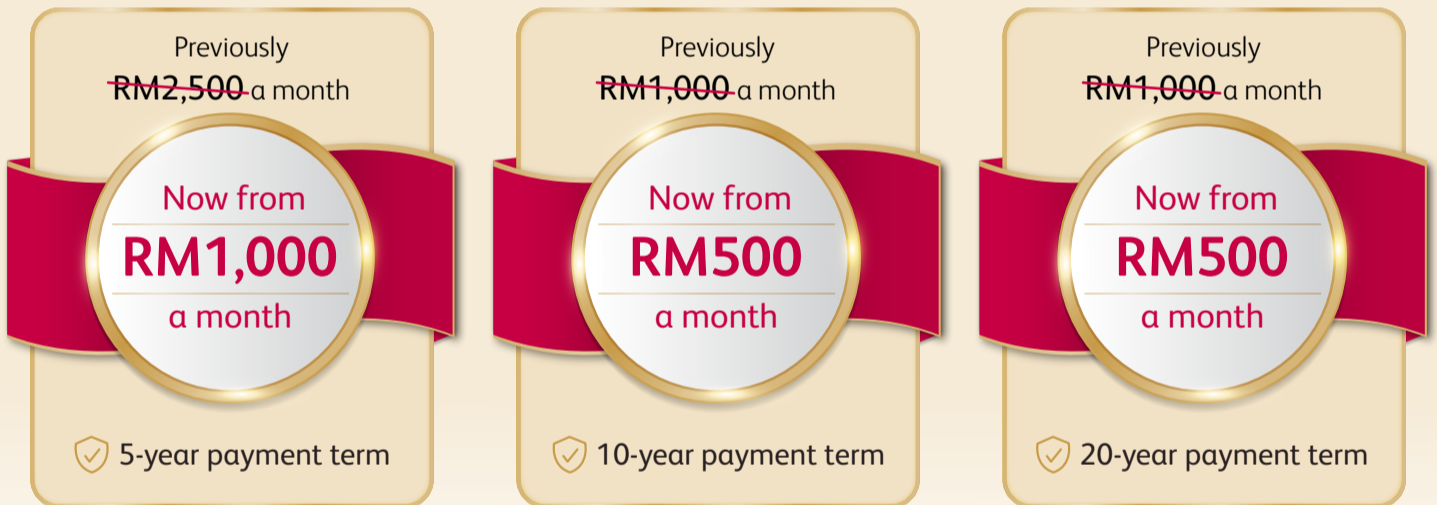 Previously
RM2,500 a month
Now from
RM1,000
a month
5-year payment term
Previously
RM1,000 a month
Now from
RM500
a month
10-year payment term
Previously
RM1,000 a month
Now from
RM500
a month
20-year payment term